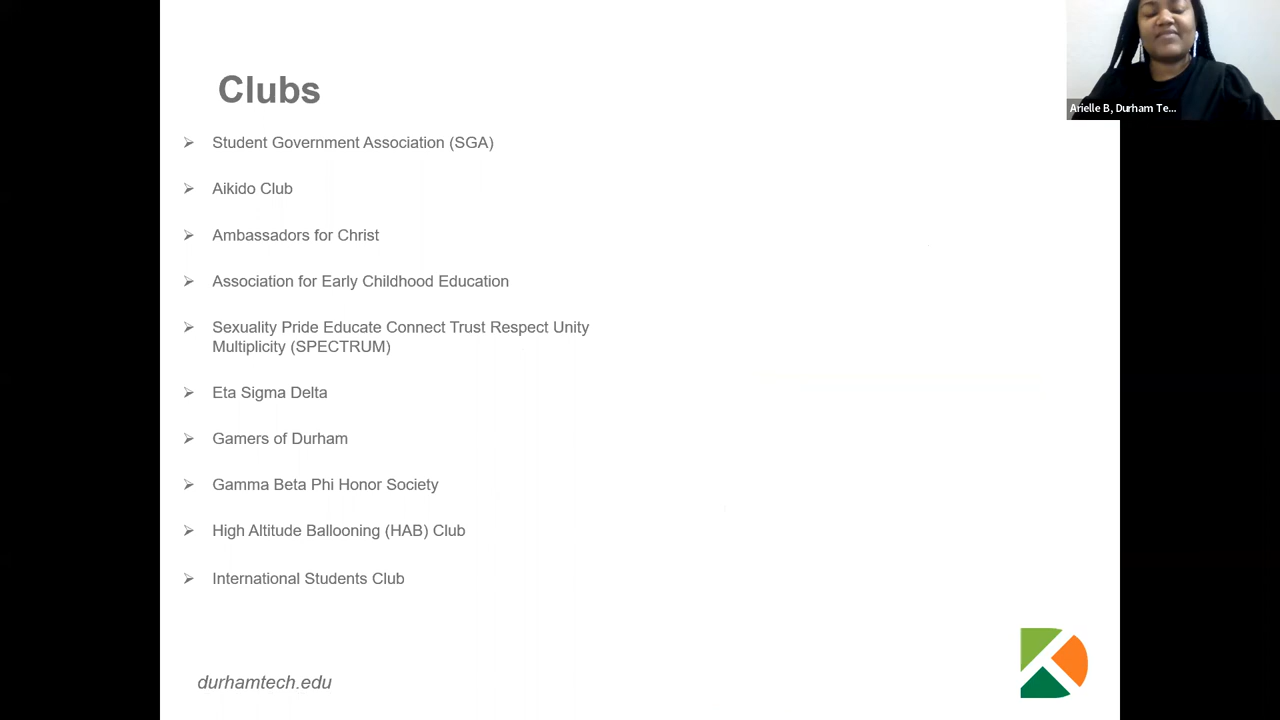 Clubs
Arielle B, Durham Te...
➢ Student Government Association (SGA)
➢ Aikido Club
➢ Ambassadors for Christ
➢ Association for Early Childhood Education
➢ Sexuality Pride Educate Connect Trust Respect Unity
Multiplicity (SPECTRUM)
➢ Eta Sigma Delta
➢ Gamers of Durham
➢ Gamma Beta Phi Honor Society
➢ High Altitude Ballooning (HAB) Club
➢ International Students Club
durhamtech.edu